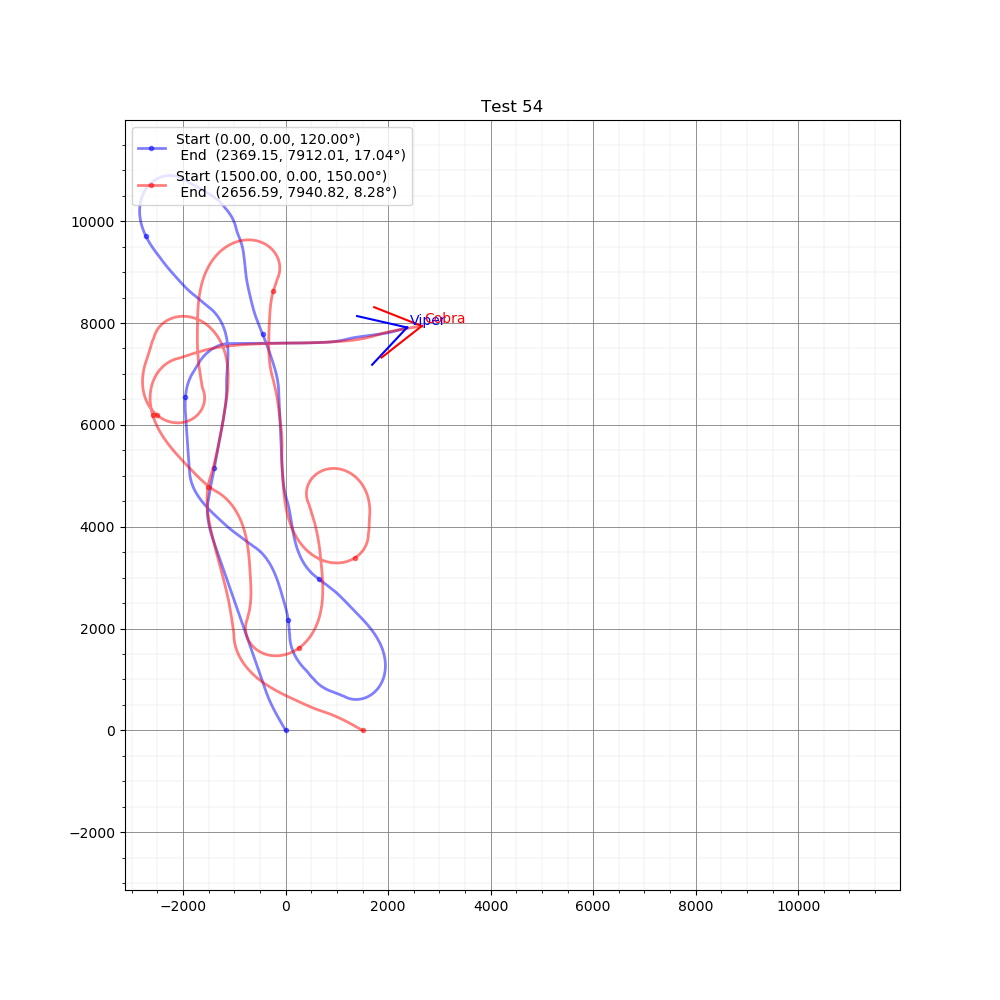 Test 54
Start (0.00, 0.00, 120.00°)
End (2369.15, 7912.01, 17.04°)
Start (1500.00, 0.00, 150.00°)
End (2656.59, 7940.82, 8.28°)
10000
8000
6000
4000
2000
0
−2000
Viper
Cobra
−2000 0 2000 4000 6000 8000 10000